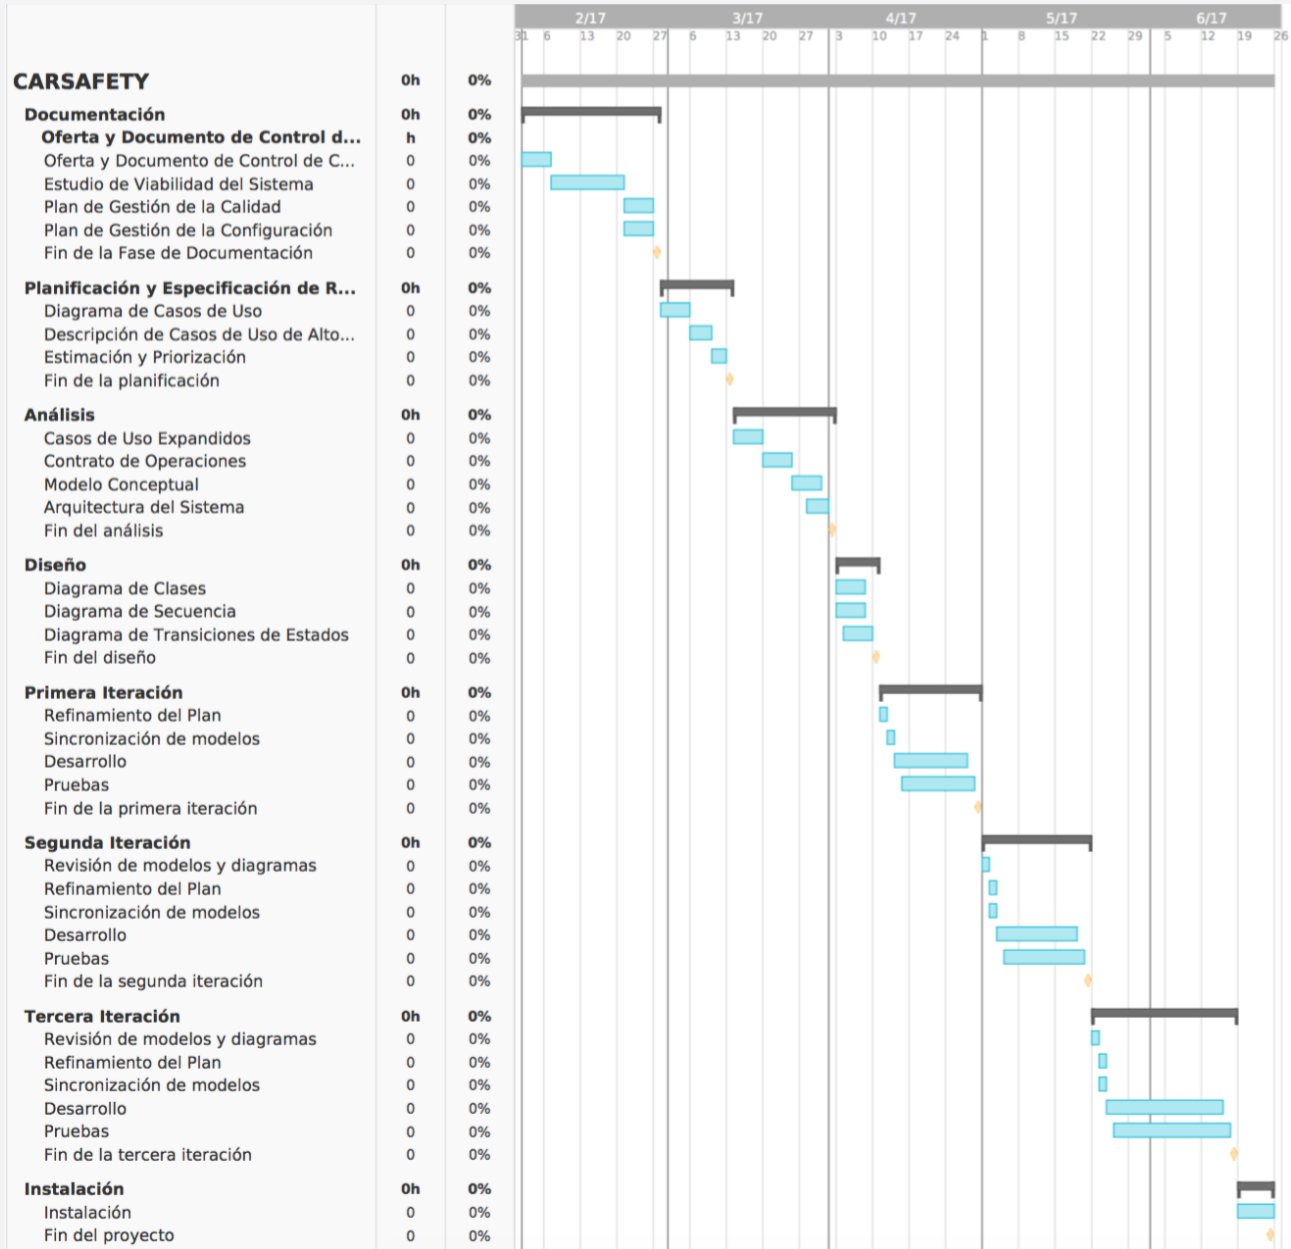 2/17 3/17 4/17 5/17 6/17
31 6 13 20 27 6 13 20 27 3 10 17 24 1 8 15 22 29 5 12 19 26
CARSAFETY 0h 0%
Documentación 0h 0%
Oferta y Documento de Control d... h 0%
Oferta y Documento de Control de C... 0 0%
Estudio de Viabilidad del Sistema 0 0%
Plan de Gestión de la Calidad 0 0%
Plan de Gestión de la Configuración 0 0%
Fin de la Fase de Documentación 0 0%
Planificación y Especificación de R... 0h 0%
Diagrama de Casos de Uso 0 0%
Descripción de Casos de Uso de Alto... 0 0%
Estimación y Priorización 0 0%
Fin de la planificación 0 0%
Análisis 0h 0%
Casos de Uso Expandidos 0 0%
Contrato de Operaciones 0 0%
Modelo Conceptual 0 0%
Arquitectura del Sistema 0 0%
Fin del análisis 0 0%
Diseño 0h 0%
Diagrama de Clases 0 0%
Diagrama de Secuencia 0 0%
Diagrama de Transiciones de Estados 0 0%
Fin del diseño 0 0%
Primera Iteración 0h 0%
Refinamiento del Plan 0 0%
Sincronización de modelos 0 0%
Desarrollo 0 0%
Pruebas 0 0%
Fin de la primera iteración 0 0%
Segunda Iteración 0h 0%
Revisión de modelos y diagramas 0 0%
Refinamiento del Plan 0 0%
Sincronización de modelos 0 0%
Desarrollo 0 0%
Pruebas 0 0%
Fin de la segunda iteración 0 0%
Tercera Iteración 0h 0%
Revisión de modelos y diagramas 0 0%
Refinamiento del Plan 0 0%
Sincronización de modelos 0 0%
Desarrollo 0 0%
Pruebas 0 0%
Fin de la tercera iteración 0 0%
Instalación 0h 0%
Instalación 0 0%
Fin del proyecto 0 0%